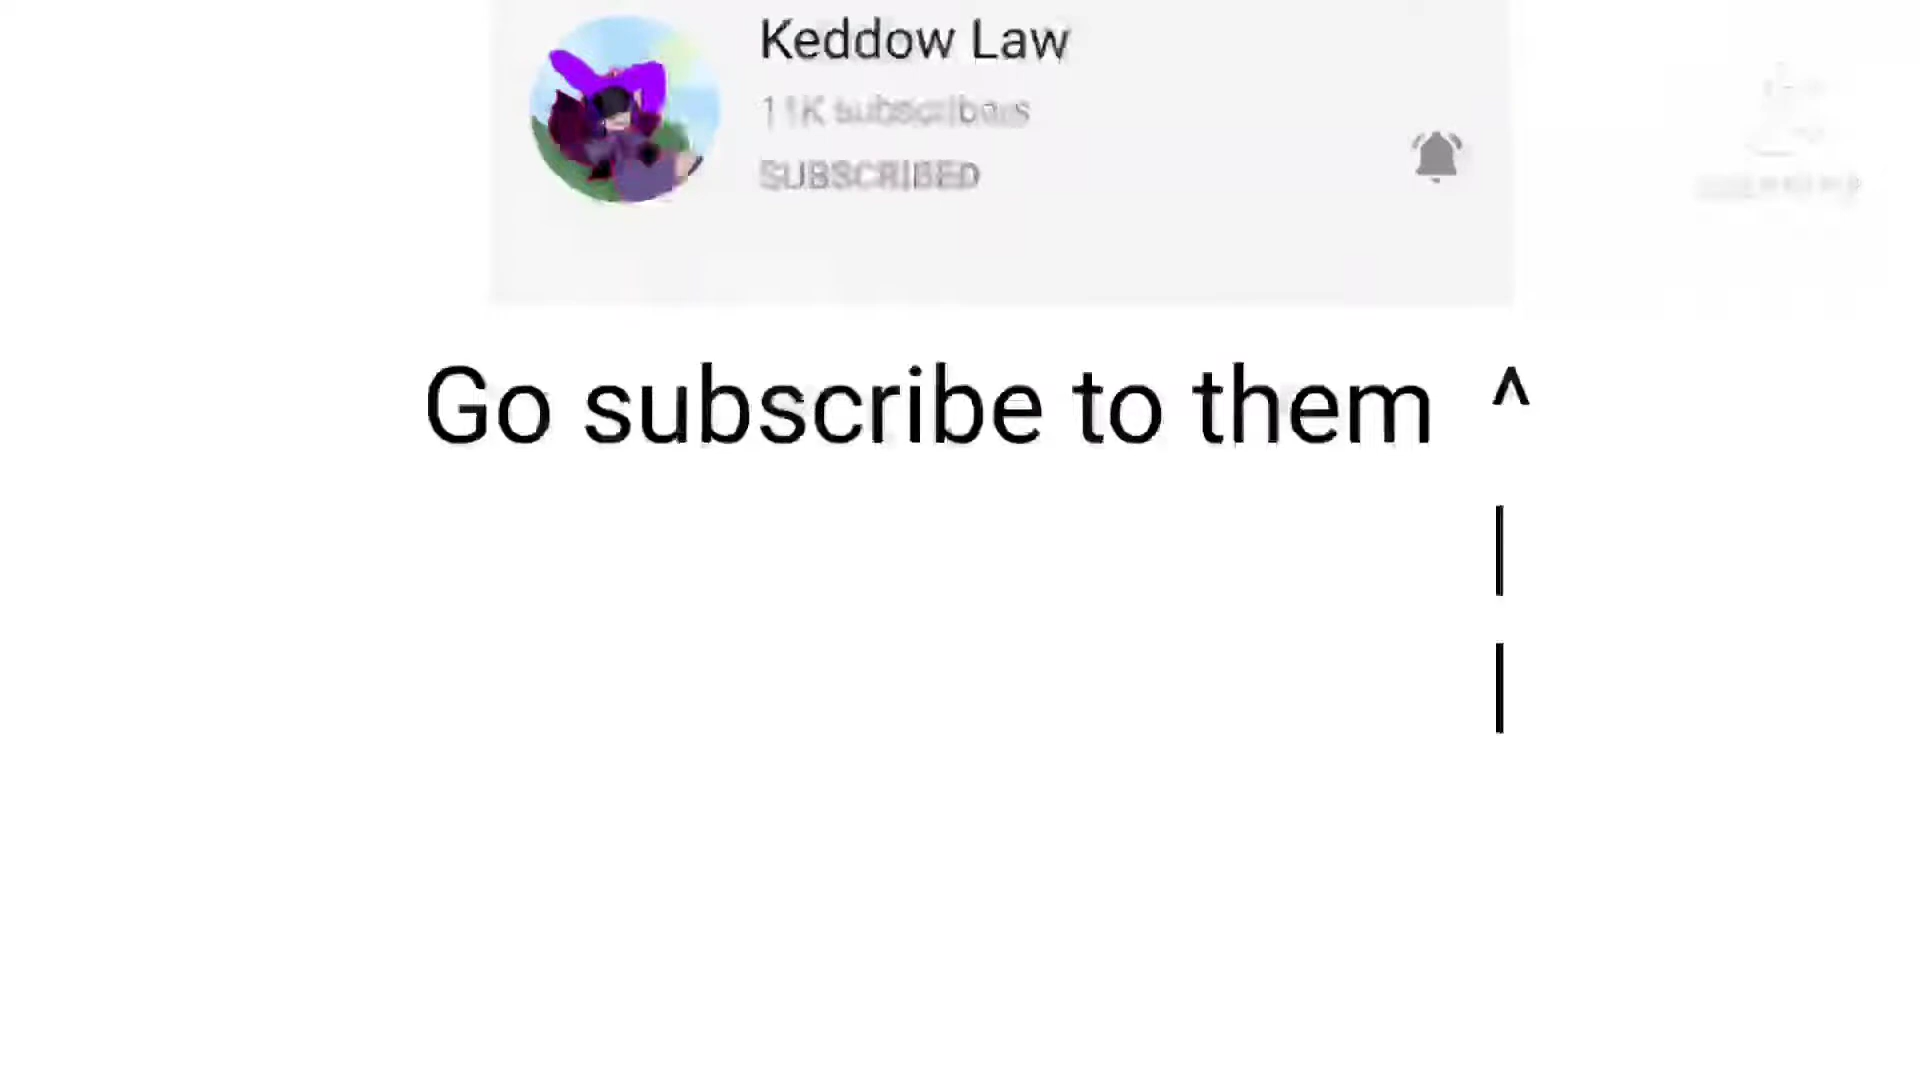 Keddow Law
11K subscribers
SUBSCRIBED
Go subscribe to them ^
|
|